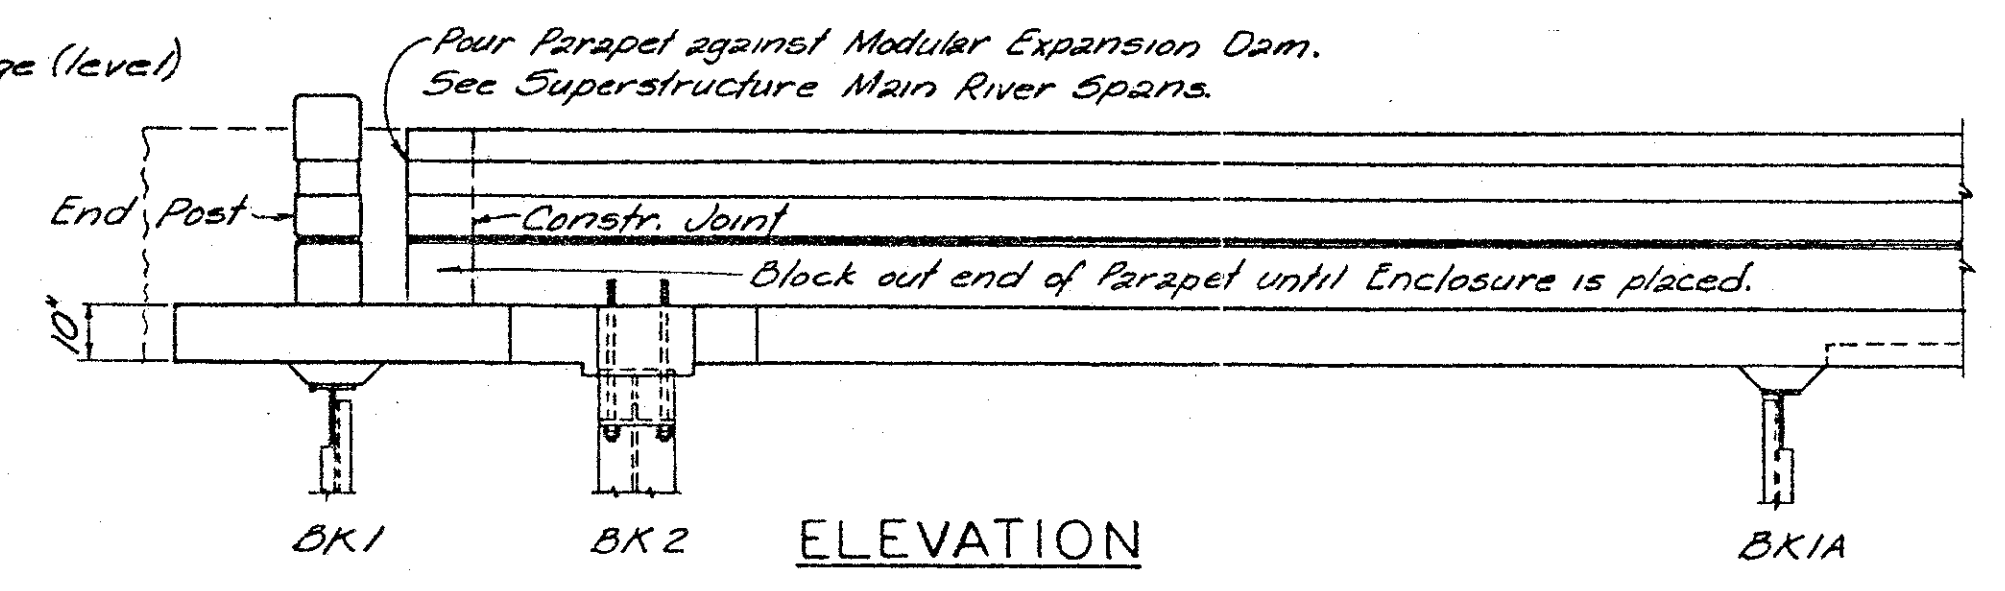 (level)
Pour Parapet against Modular Expansion Dam.
See Superstructure Main River Spans.
End Post
Constr. Joint
Block out end of Parapet until Enclosure is placed.
10"
BK1
BK2
ELEVATION
BK1A